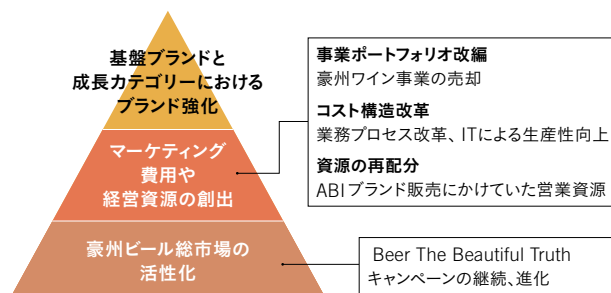 基盤ブランドと
成長カテゴリーにおける
ブランド強化
マーケティング
費用や
経営資源の創出
豪州ビール総市場の
活性化
事業ポートフォリオ改編
豪州ワイン事業の売却
コスト構造改革
業務プロセス改革、ITによる生産性向上
資源の再配分
ABIブランド販売にかけていた営業資源
Beer The Beautiful Truth
キャンペーンの継続、進化